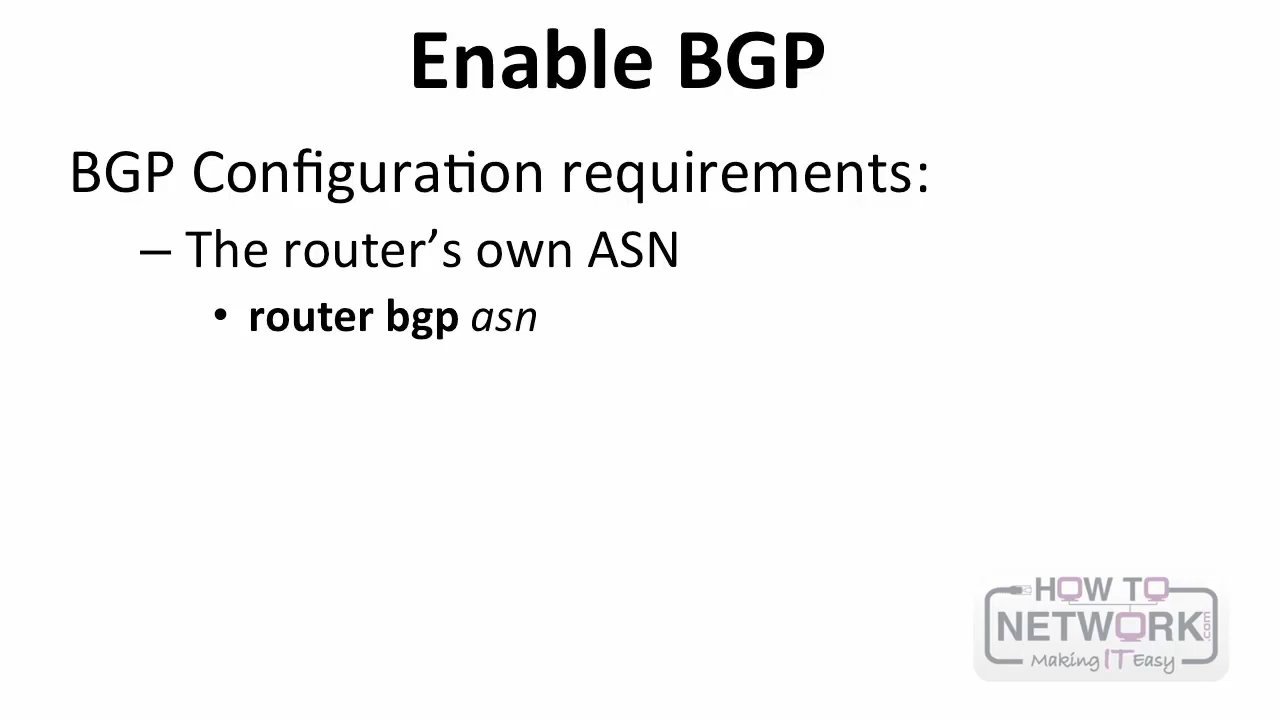 Enable BGP
BGP Configuration requirements:
– The router’s own ASN
• router bgp asn
HOW TO
NETWORK.com
Making IT Easy